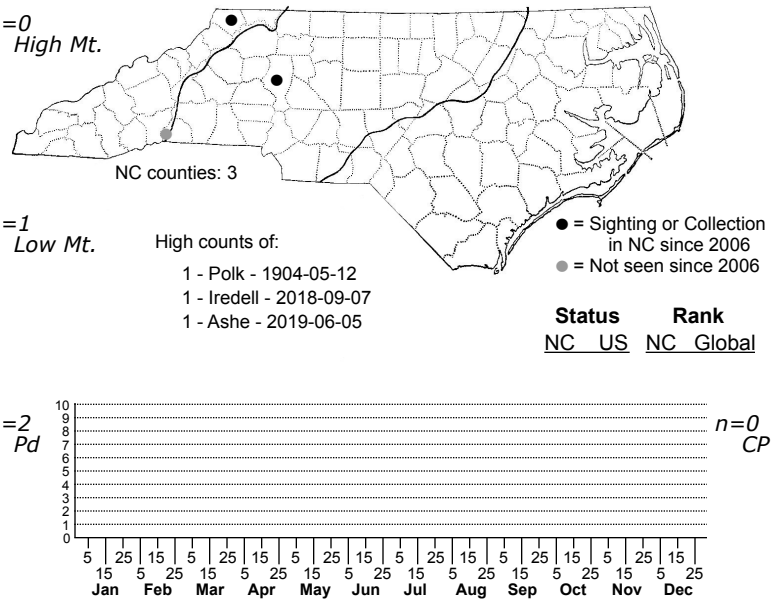 =0
High Mt.
NC counties: 3
=1
Low Mt.
High counts of:
1 - Polk - 1904-05-12
1 - Iredell - 2018-09-07
1 - Ashe - 2019-06-05
● = Sighting or Collection
in NC since 2006
● = Not seen since 2006
Status Rank
NC US NC Global
=2
Pd
n=0
CP
10
9
8
7
6
5
4
3
2
1
0
5 25 15 5 25 15 5 25 15 5 25 15 5 25 15 5 25 15
15 5 25 15 5 25 15 5 25 15 5 25 15 5 25 15 5 25
Jan Feb Mar Apr May Jun Jul Aug Sep Oct Nov Dec